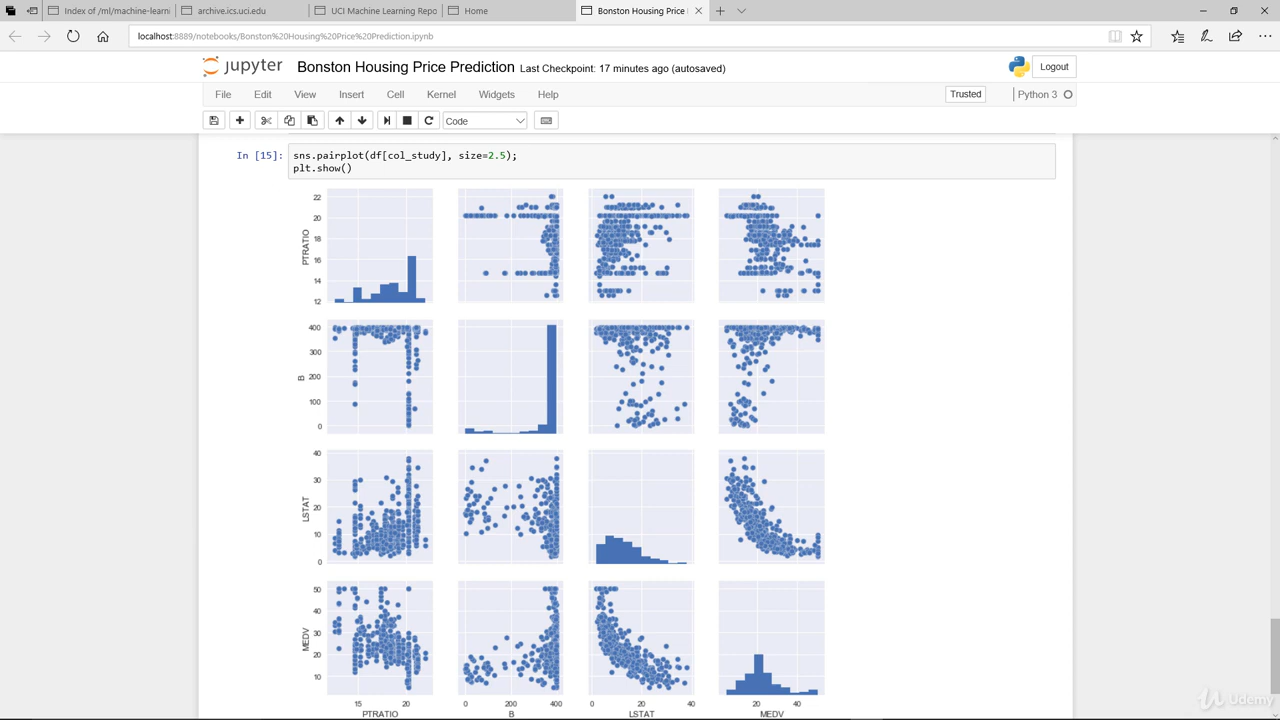 Index of /ml/machine-learni
archive.ics.uci.edu
UCI Machine Learning Repo
Home
Bonston Housing Price
localhost:8889/notebooks/Bonston%20Housing%20Price%20Prediction.ipynb
jupyter Bonston Housing Price Prediction Last Checkpoint: 17 minutes ago (autosaved)
Logout
File Edit View Insert Cell Kernel Widgets Help
Trusted
Python 3
Code
In [15]:
sns.pairplot(df[col_study], size=2.5);
plt.show()
PTRATIO
22
20
18
16
14
12
B
400
300
200
100
0
LSTAT
40
30
20
10
0
MEDV
50
40
30
20
10
15 20 0 200 400 0 20 40 20 40
PTRATIO B LSTAT MEDV
Udemy